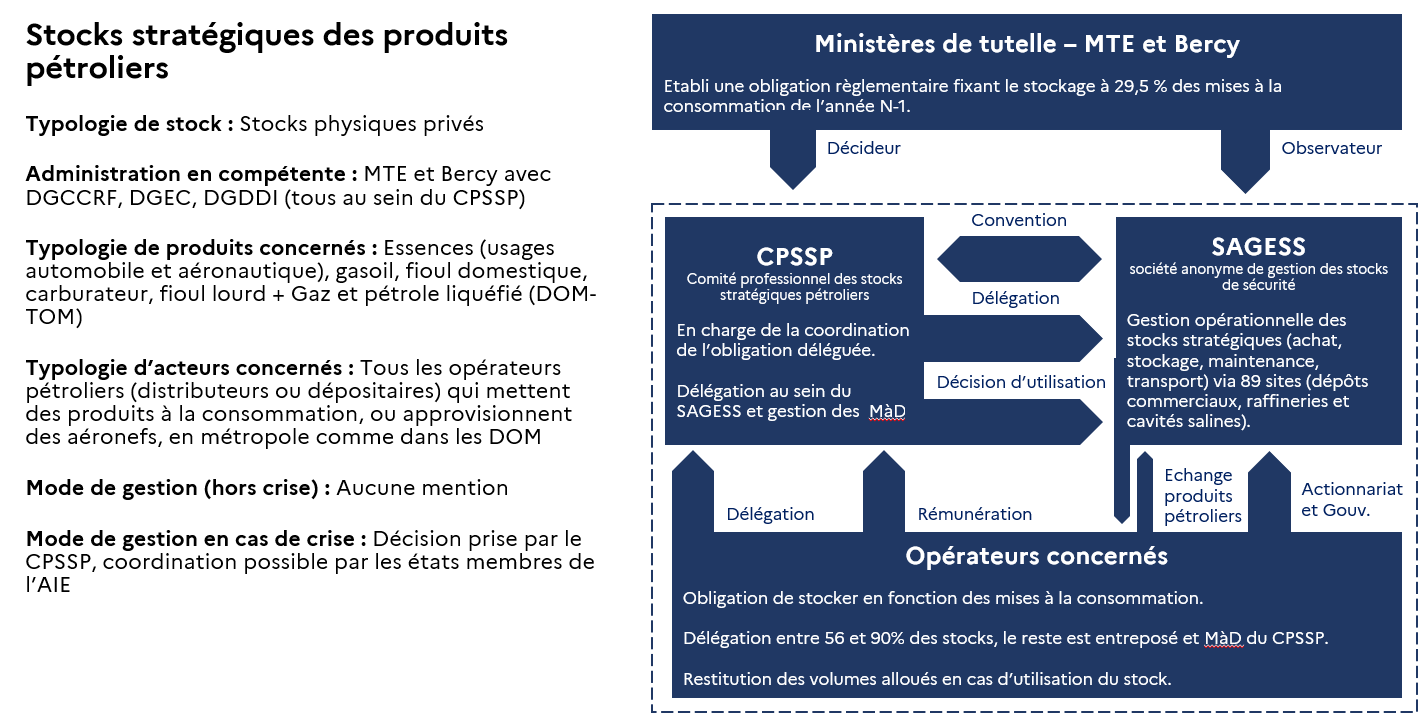 Stocks stratégiques des produits
pétroliers
Typologie de stock : Stocks physiques privés
Administration en compétente : MTE et Bercy avec
DGCCRF, DGEC, DGDDI (tous au sein du CPSSP)
Typologie de produits concernés : Essences (usages
automobile et aéronautique), gasoil, fioul domestique,
carburateur, fioul lourd + Gaz et pétrole liquéfié (DOM-
TOM)
Typologie d’acteurs concernés : Tous les opérateurs
pétroliers (distributeurs ou dépositaires) qui mettent
des produits à la consommation, ou approvisionnent
des aéronefs, en métropole comme dans les DOM
Mode de gestion (hors crise) : Aucune mention
Mode de gestion en cas de crise : Décision prise par le
CPSSP, coordination possible par les états membres de
l’AIE
Ministères de tutelle – MTE et Bercy
Etabli une obligation règlementaire fixant le stockage à 29,5 % des mises à la
consommation de l’année N-1.
Décideur
Observateur
CPSSP
Comité professionnel des stocks
stratégiques pétroliers
En charge de la coordination
de l’obligation déléguée.
Délégation au sein du
SAGESS et gestion des MàD
Convention
Délégation
Décision d’utilisation
SAGESS
société anonyme de gestion des stocks
de sécurité
Gestion opérationnelle des
stocks stratégiques (achat,
stockage, maintenance,
transport) via 89 sites (dépôts
commerciaux, raffineries et
cavités salines).
Délégation
Rémunération
Echange
produits
pétroliers
Actionnariat
et Gouv.
Opérateurs concernés
Obligation de stocker en fonction des mises à la consommation.
Délégation entre 56 et 90% des stocks, le reste est entreposé et MàD du CPSSP.
Restitution des volumes alloués en cas d’utilisation du stock.